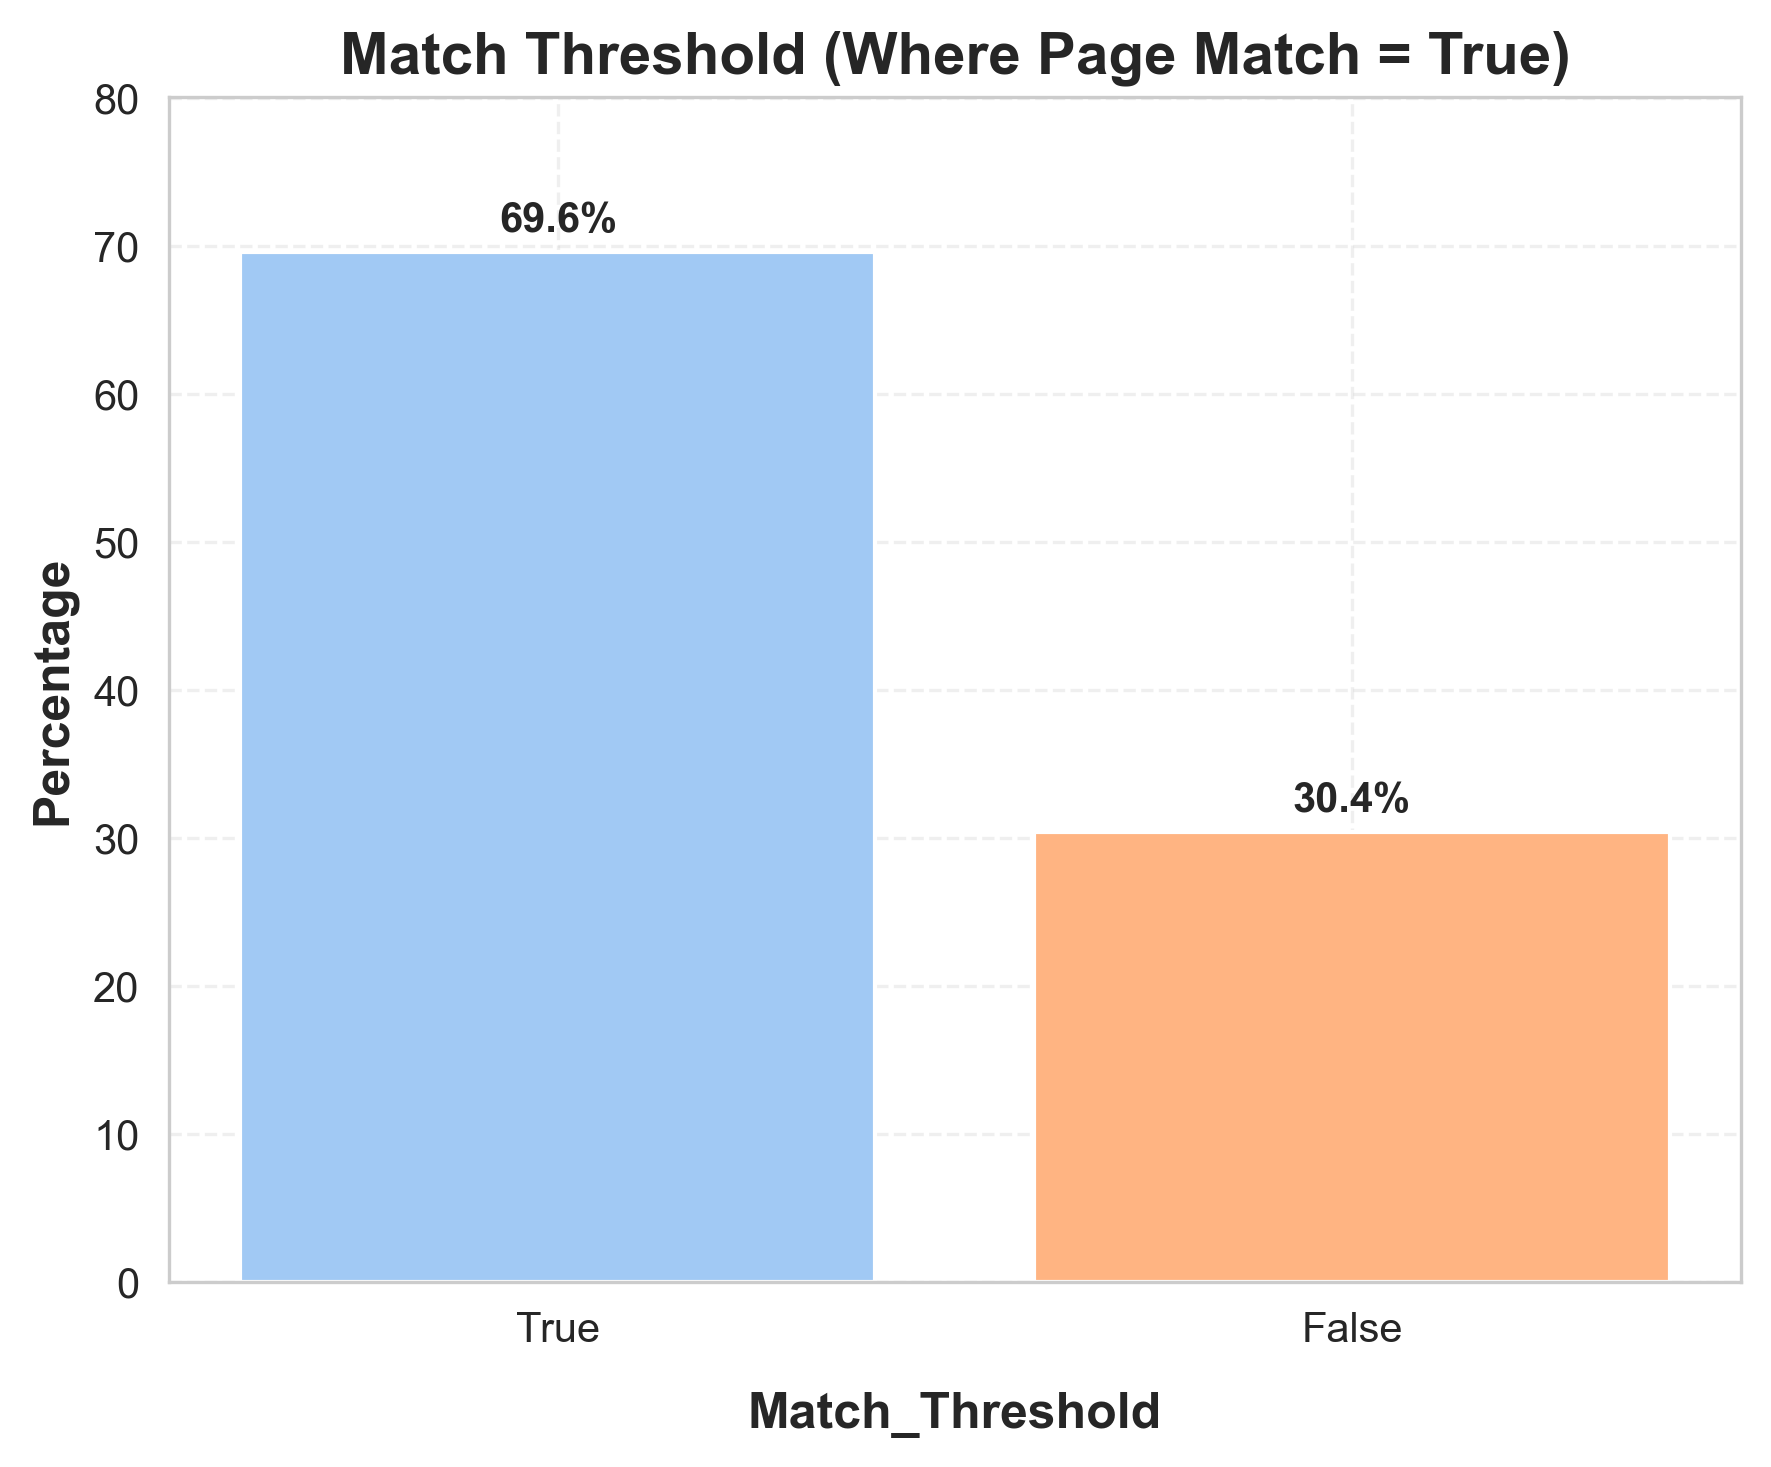 Match Threshold (Where Page Match = True)
80
70
60
50
40
30
20
10
0
Percentage
69.6%
30.4%
True
False
Match_Threshold